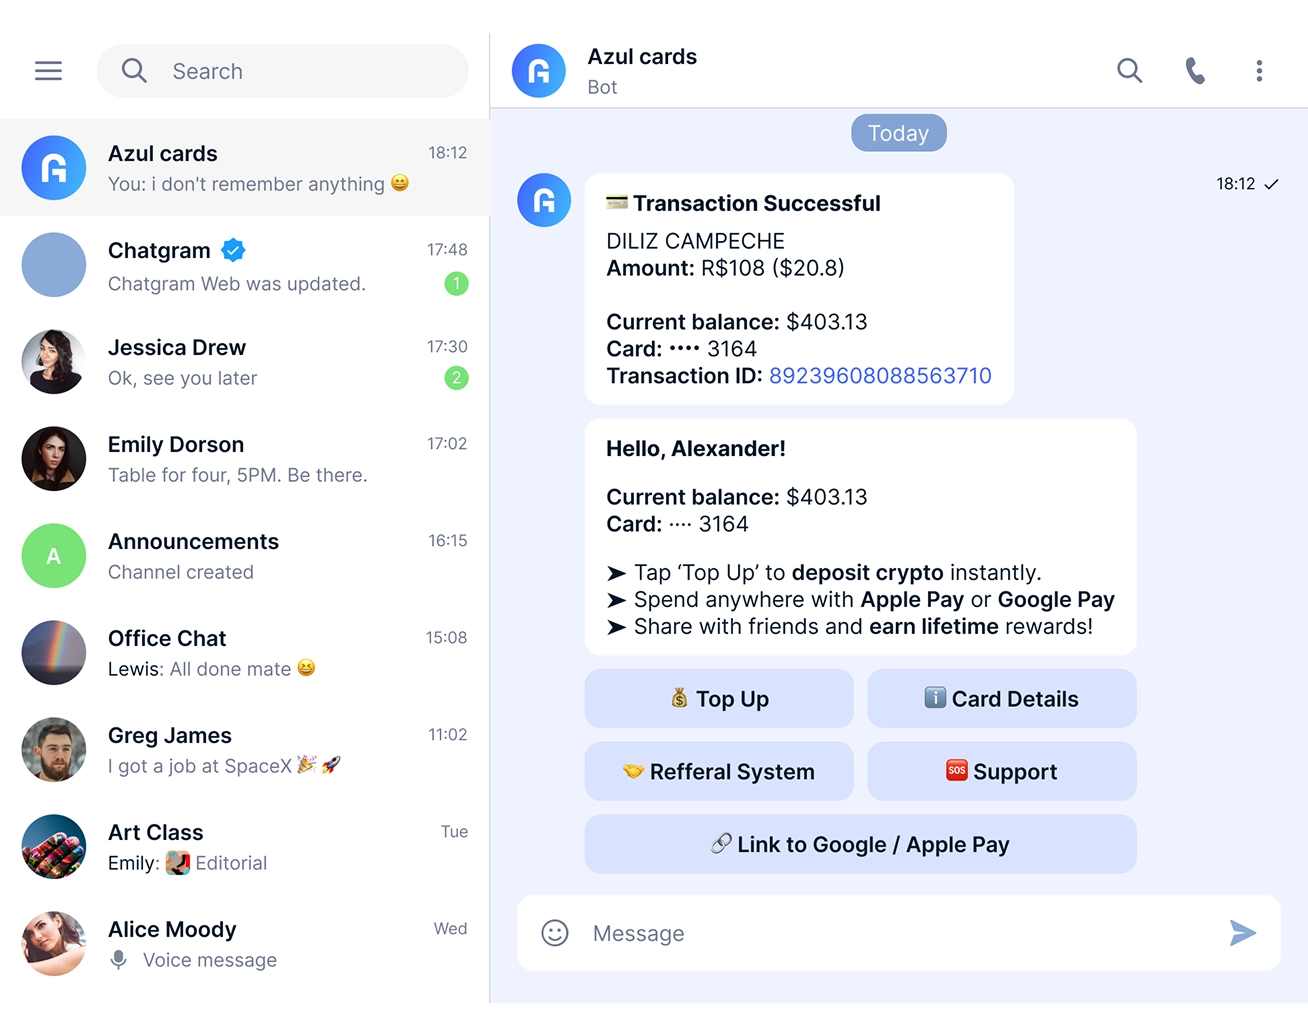 Search
Azul cards
18:12
You: i don't remember anything 😄
Chatgram
17:48
Chatgram Web was updated.
1
Jessica Drew
17:30
Ok, see you later
2
Emily Dorson
17:02
Table for four, 5PM. Be there.
A
Announcements
16:15
Channel created
Office Chat
15:08
Lewis: All done mate 😆
Greg James
11:02
I got a job at SpaceX 🎉 🚀
Art Class
Tue
Emily: Editorial
Alice Moody
Wed
Voice message
Azul cards
Bot
Today
18:12
💳 Transaction Successful
DILIZ CAMPECHE
Amount: R$108 ($20.8)
Current balance: $403.13
Card: •••• 3164
Transaction ID: 89239608088563710
Hello, Alexander!
Current balance: $403.13
Card: ···· 3164
➤ Tap ‘Top Up’ to deposit crypto instantly.
➤ Spend anywhere with Apple Pay or Google Pay
➤ Share with friends and earn lifetime rewards!
💰 Top Up
ℹ️ Card Details
🤝 Refferal System
🆘 Support
🔗 Link to Google / Apple Pay
Message